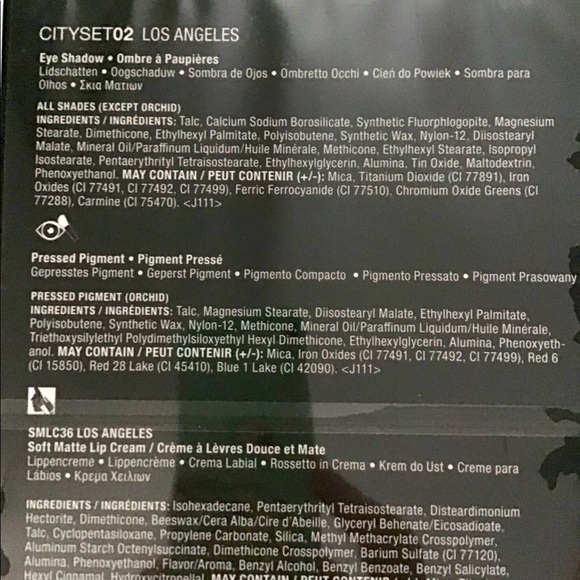 CITYSET02 LOS ANGELES
Eye Shadow • Ombre à Paupières
Lidschatten • Oogschaduw • Sombra de Ojos • Ombretto Occhi • Cień do Powiek • Sombra para
Olhos • Σκια Ματιων
ALL SHADES (EXCEPT ORCHID)
INGREDIENTS / INGRÉDIENTS: Talc, Calcium Sodium Borosilicate, Synthetic Fluorphlogopite, Magnesium
Stearate, Dimethicone, Ethylhexyl Palmitate, Polyisobutene, Synthetic Wax, Nylon-12, Diisostearyl
Malate, Mineral Oil/Paraffinum Liquidum/Huile Minérale, Methicone, Ethylhexyl Stearate, Isopropyl
Isostearate, Pentaerythrityl Tetraisostearate, Ethylhexylglycerin, Alumina, Tin Oxide, Maltodextrin,
Phenoxyethanol. MAY CONTAIN / PEUT CONTENIR (+/-): Mica, Titanium Dioxide (CI 77891), Iron
Oxides (CI 77491, CI 77492, CI 77499), Ferric Ferrocyanide (CI 77510), Chromium Oxide Greens (CI
77288), Carmine (CI 75470). <J111>
Pressed Pigment • Pigment Pressé
Gepresstes Pigment • Geperst Pigment • Pigmento Compacto • Pigmento Pressato • Pigment Prasowany
PRESSED PIGMENT (ORCHID)
INGREDIENTS / INGRÉDIENTS: Talc, Magnesium Stearate, Diisostearyl Malate, Ethylhexyl Palmitate,
Polyisobutene, Synthetic Wax, Nylon-12, Methicone, Mineral Oil/Paraffinum Liquidum/Huile Minérale,
Triethoxysilylethyl Polydimethylsiloxyethyl Hexyl Dimethicone, Ethylhexylglycerin, Alumina, Phenoxyeth-
anol. MAY CONTAIN / PEUT CONTENIR (+/-): Mica, Iron Oxides (CI 77491, CI 77492, CI 77499), Red 6
(CI 15850), Red 28 Lake (CI 45410), Blue 1 Lake (CI 42090). <J111>
SMLC36 LOS ANGELES
Soft Matte Lip Cream / Crème à Lèvres Douce et Mate
Lippencreme • Lippencrème • Crema Labial • Rossetto in Crema • Krem do Ust • Creme para
Lábios • Κρεμα Χειλιων
INGREDIENTS / INGRÉDIENTS: Isohexadecane, Pentaerythrityl Tetraisostearate, Disteardimonium
Hectorite, Dimethicone, Beeswax/Cera Alba/Cire d'Abeille, Glyceryl Behenate/Eicosadioate,
Talc, Cyclopentasiloxane, Propylene Carbonate, Silica, Methyl Methacrylate Crosspolymer,
Aluminum Starch Octenylsuccinate, Dimethicone Crosspolymer, Barium Sulfate (CI 77120),
Alumina, Phenoxyethanol, Flavor/Aroma, Benzyl Alcohol, Benzyl Benzoate, Benzyl Salicylate,
Hexyl Cinnamal, Hydroxycitronellal. MAY CONTAIN / PEUT CONTENIR